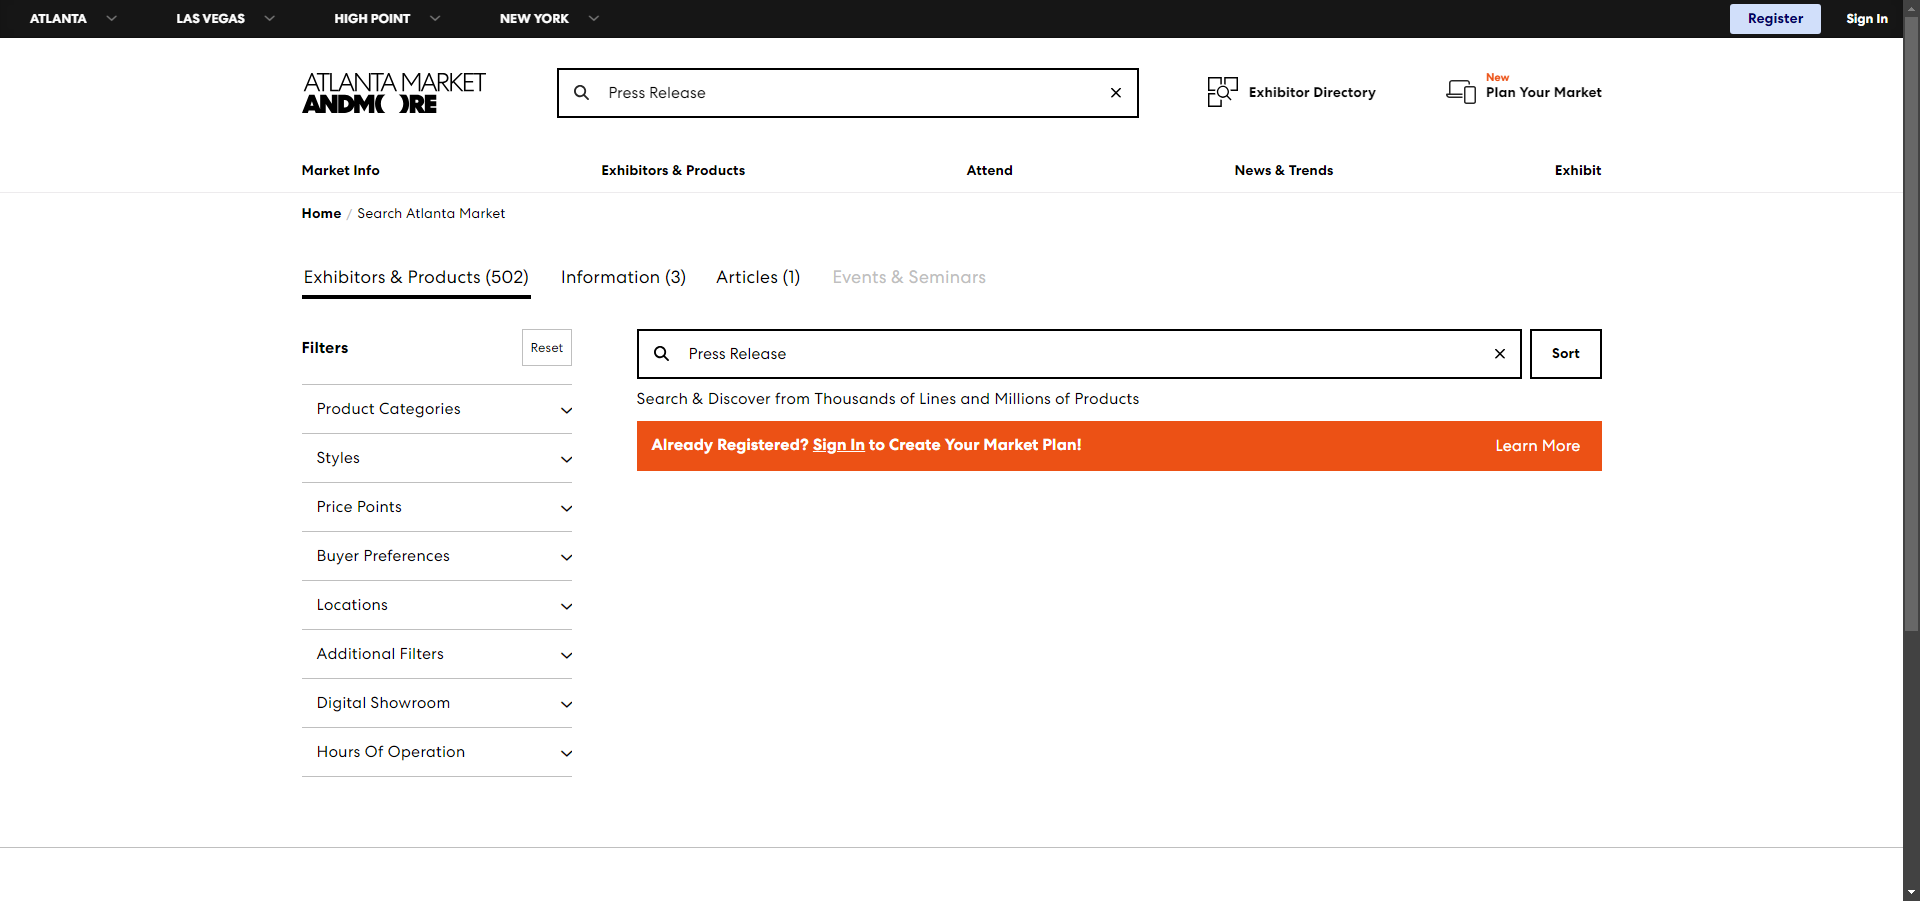 ATLANTA
LAS VEGAS
HIGH POINT
NEW YORK
Register
Sign In
ATLANTA MARKET
ANDMORE
Press Release
Exhibitor Directory
New
Plan Your Market
Market Info
Exhibitors & Products
Attend
News & Trends
Exhibit
Home / Search Atlanta Market
Exhibitors & Products (502)
Information (3)
Articles (1)
Events & Seminars
Filters
Reset
Press Release
Sort
Search & Discover from Thousands of Lines and Millions of Products
Already Registered? Sign In to Create Your Market Plan!
Learn More
Product Categories
Styles
Price Points
Buyer Preferences
Locations
Additional Filters
Digital Showroom
Hours Of Operation